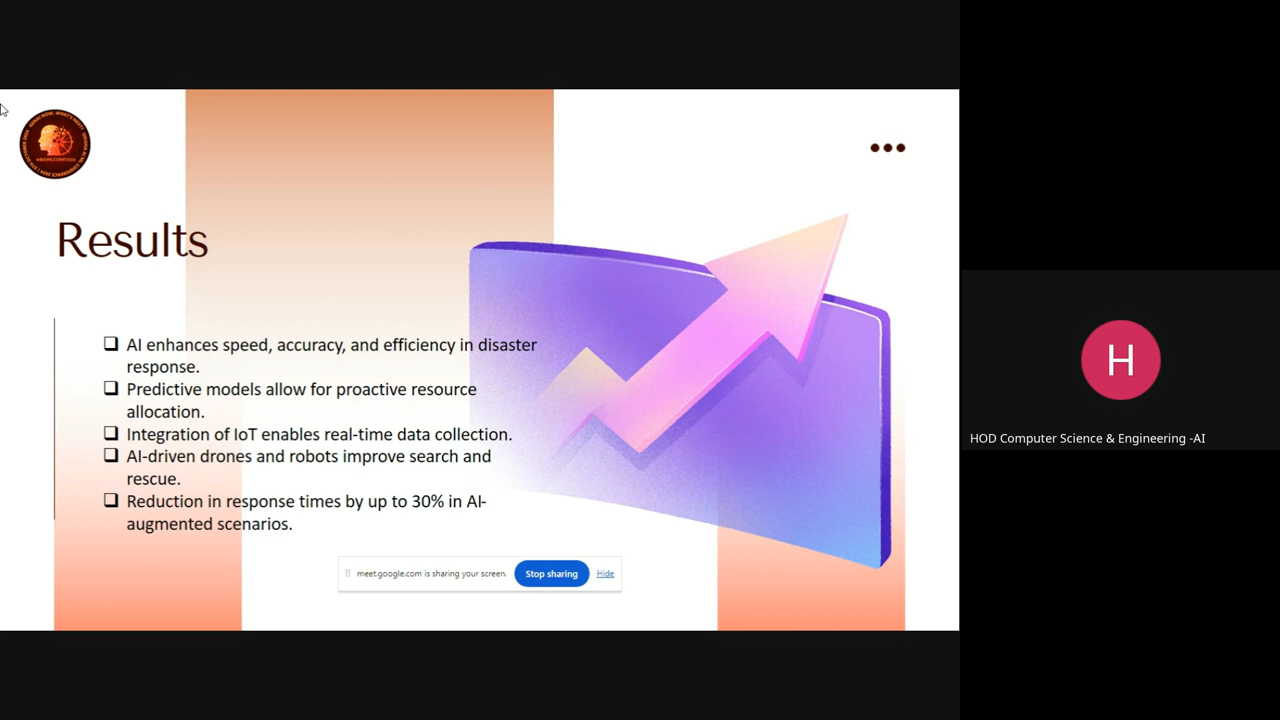 Results
❑ AI enhances speed, accuracy, and efficiency in disaster
response.
❑ Predictive models allow for proactive resource
allocation.
❑ Integration of IoT enables real-time data collection.
❑ AI-driven drones and robots improve search and
rescue.
❑ Reduction in response times by up to 30% in AI-
augmented scenarios.
meet.google.com is sharing your screen. Stop sharing Hide
H
HOD Computer Science & Engineering -AI